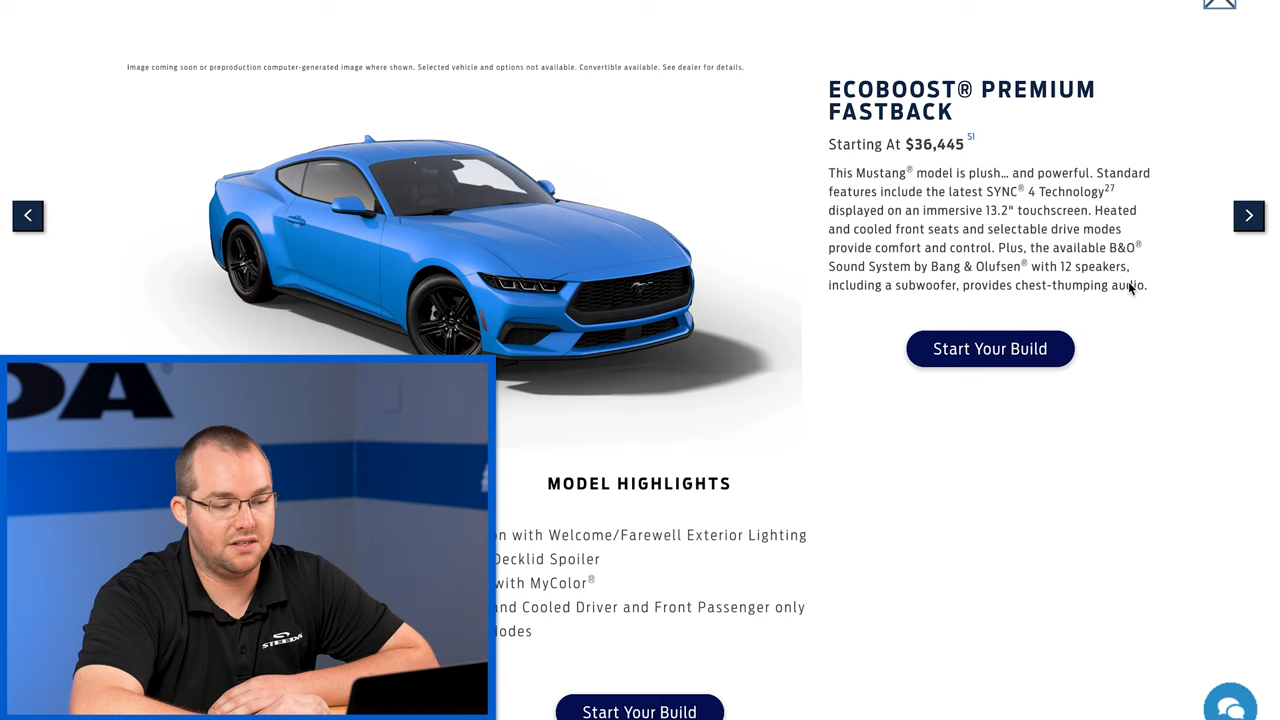 Image coming soon or preproduction computer-generated image where shown. Selected vehicle and options not available. Convertible available. See dealer for details.
ECOBOOST® PREMIUM
FASTBACK
Starting At $36,445 S1
This Mustang® model is plush… and powerful. Standard
features include the latest SYNC® 4 Technology27
displayed on an immersive 13.2" touchscreen. Heated
and cooled front seats and selectable drive modes
provide comfort and control. Plus, the available B&O®
Sound System by Bang & Olufsen® with 12 speakers,
including a subwoofer, provides chest-thumping audio.
Start Your Build
MODEL HIGHLIGHTS
with Welcome/Farewell Exterior Lighting
Decklid Spoiler
with MyColor®
and Cooled Driver and Front Passenger only
Modes
Start Your Build
DA
STEEDA